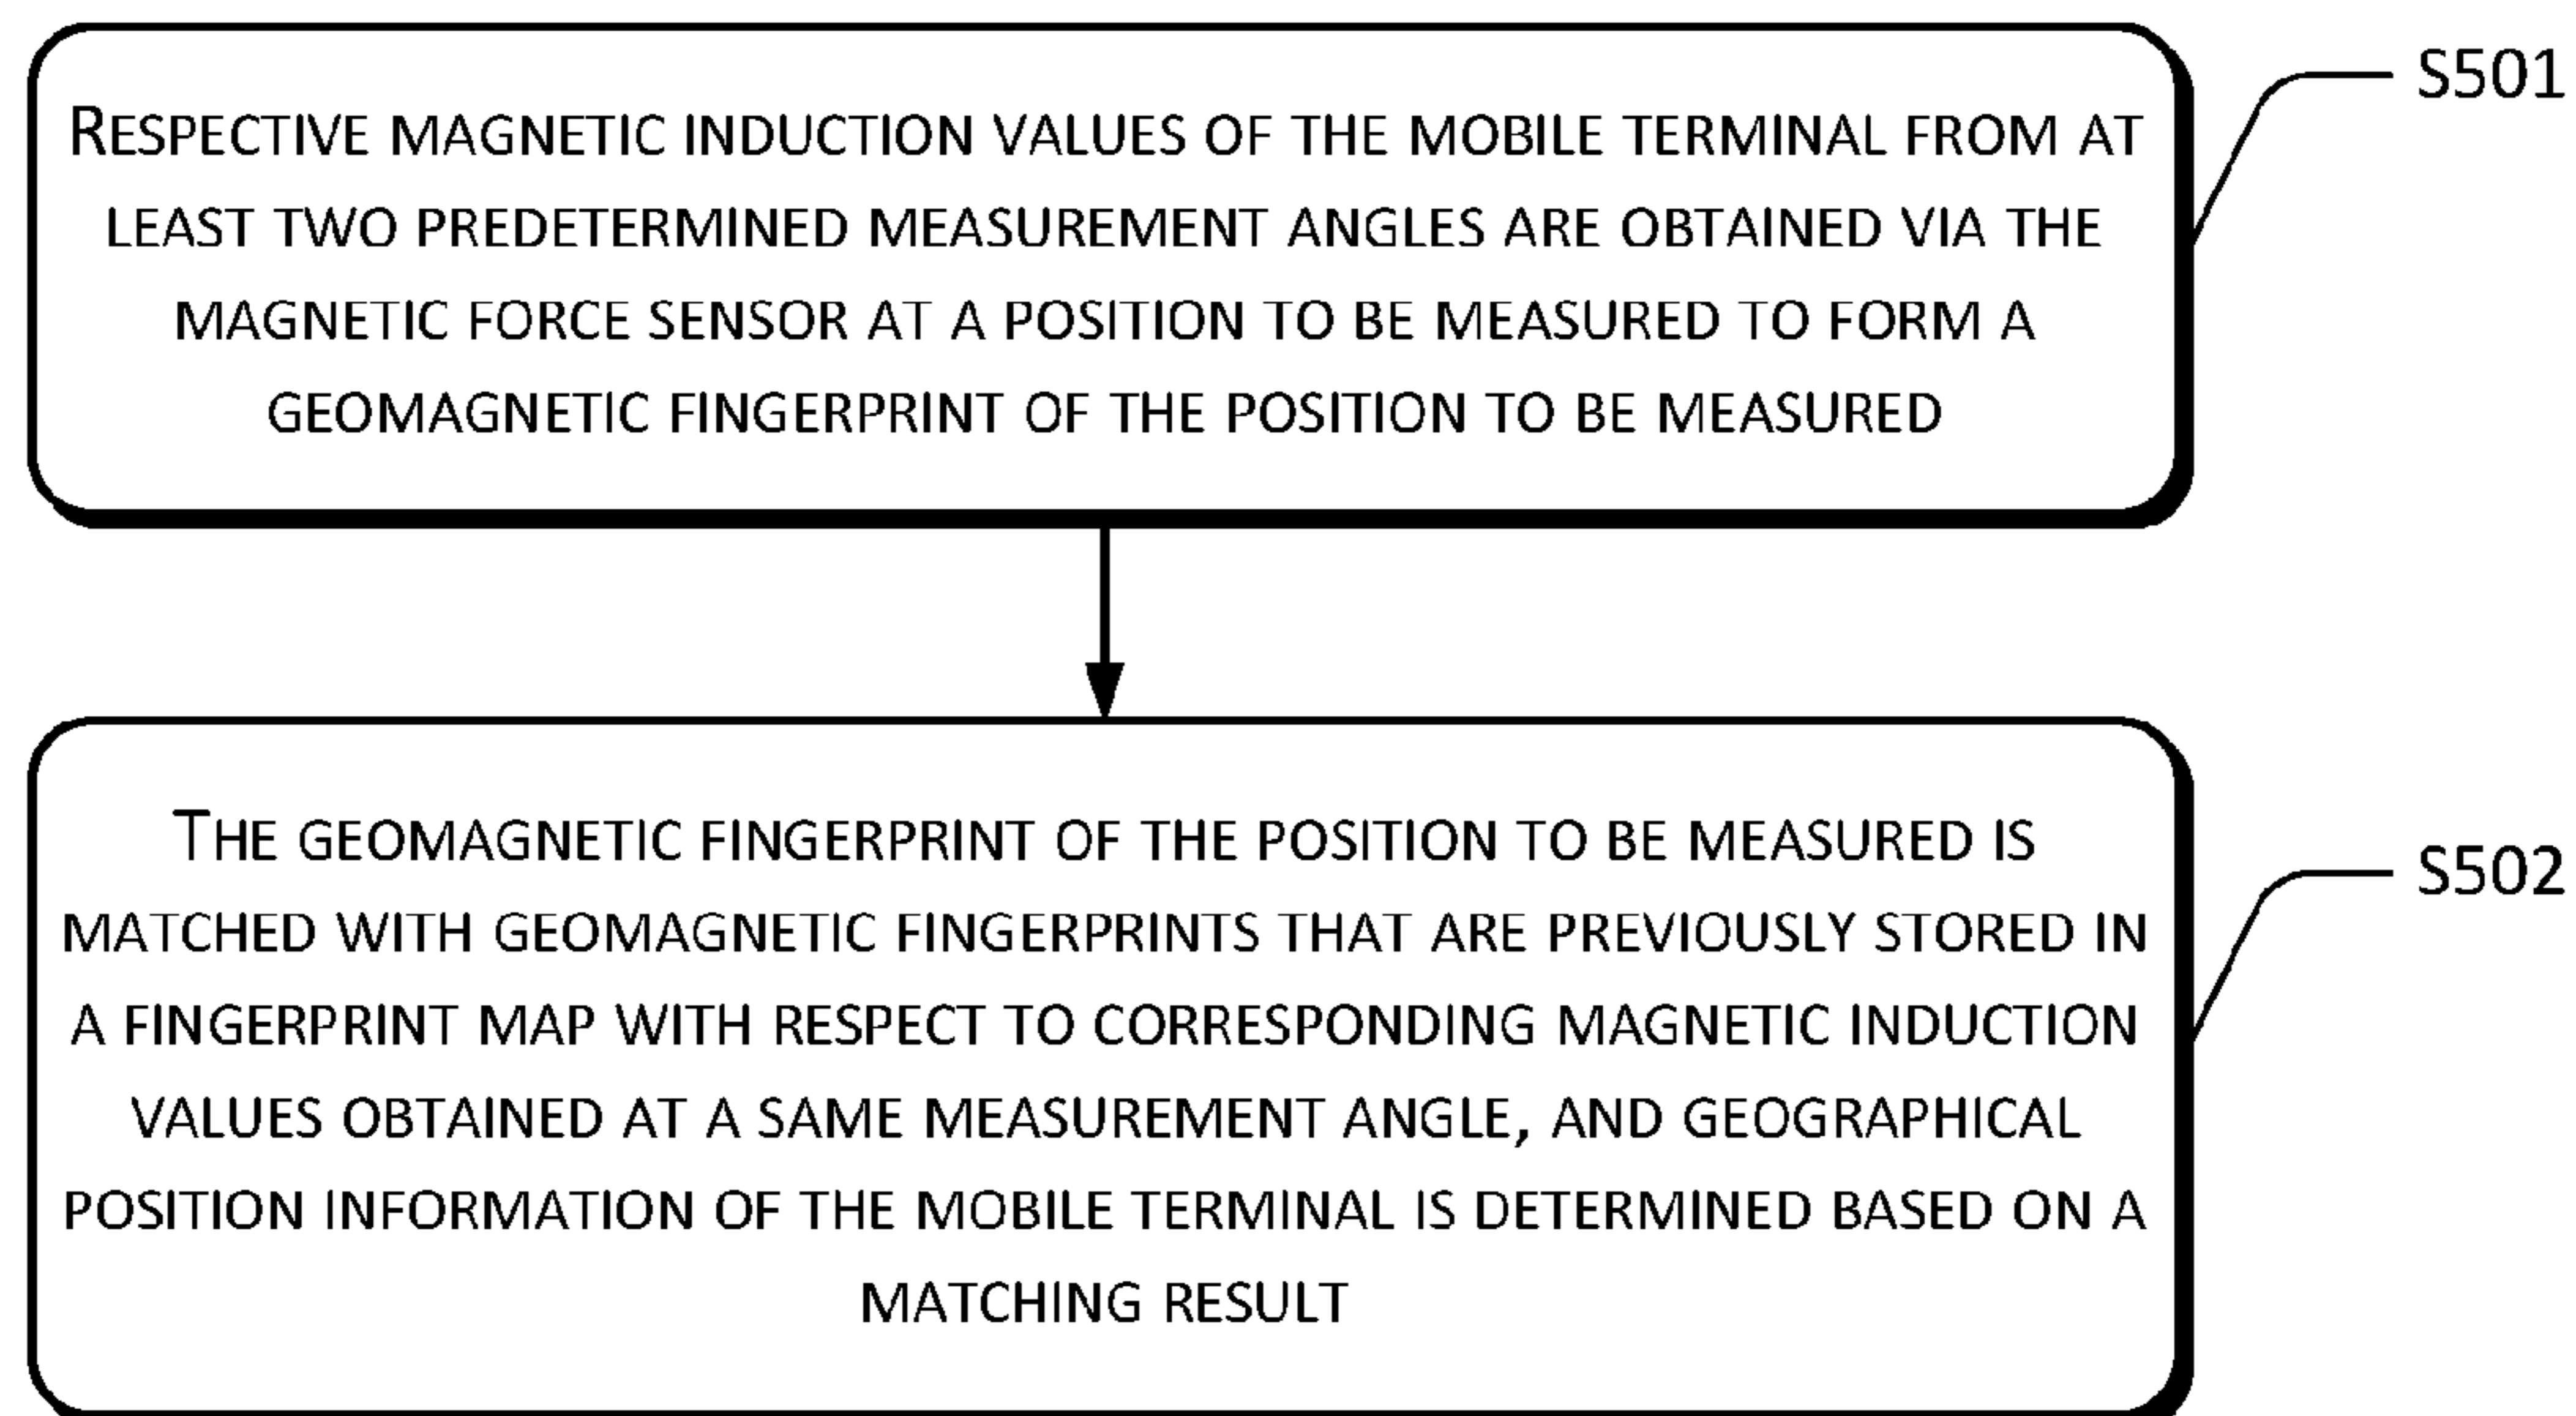 RESPECTIVE MAGNETIC INDUCTION VALUES OF THE MOBILE TERMINAL FROM AT
LEAST TWO PREDETERMINED MEASUREMENT ANGLES ARE OBTAINED VIA THE
MAGNETIC FORCE SENSOR AT A POSITION TO BE MEASURED TO FORM A
GEOMAGNETIC FINGERPRINT OF THE POSITION TO BE MEASURED
S501
THE GEOMAGNETIC FINGERPRINT OF THE POSITION TO BE MEASURED IS
MATCHED WITH GEOMAGNETIC FINGERPRINTS THAT ARE PREVIOUSLY STORED IN
A FINGERPRINT MAP WITH RESPECT TO CORRESPONDING MAGNETIC INDUCTION
VALUES OBTAINED AT A SAME MEASUREMENT ANGLE, AND GEOGRAPHICAL
POSITION INFORMATION OF THE MOBILE TERMINAL IS DETERMINED BASED ON A
MATCHING RESULT
S502